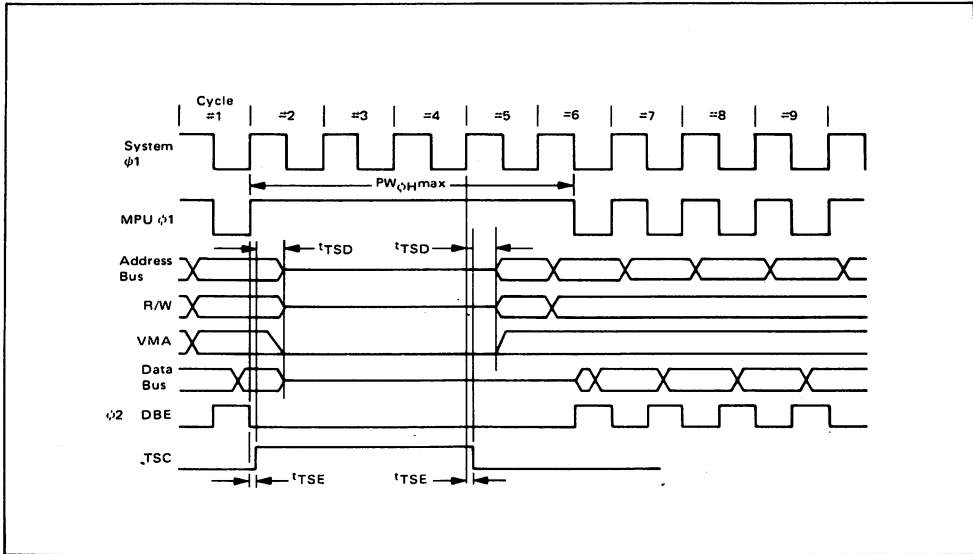 Cycle
#1 =2 =3 =4 =5 =6 =7 =8 =9
System
φ1
PWφHmax
MPU φ1
tTSD tTSD
Address
Bus
R/W
VMA
Data
Bus
φ2 DBE
TSC
tTSE tTSE